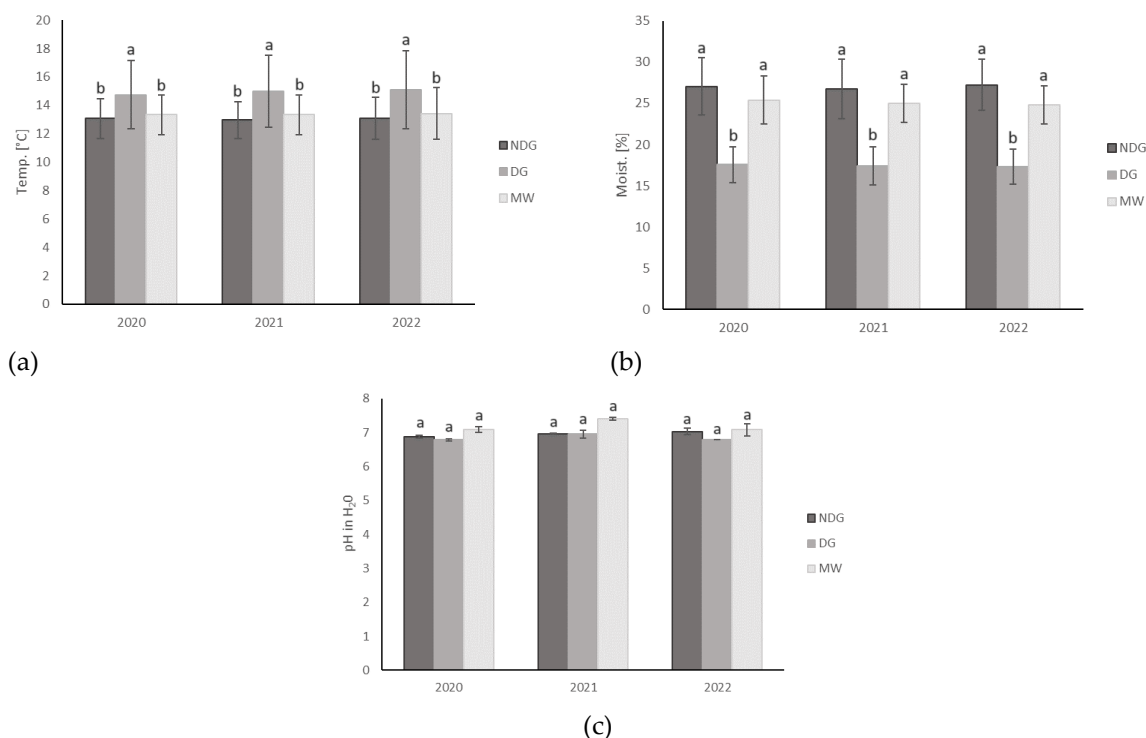 20
18
16
14
12
10
8
6
4
2
0
Temp. [°C]
b a b
b a b
b a b
2020 2021 2022
NDG
DG
MW
(a)
35
30
25
20
15
10
5
0
Moist. [%]
a b a
a b a
a b a
2020 2021 2022
NDG
DG
MW
(b)
8
7
6
5
4
3
2
1
0
pH in H₂0
a a a
a a a
a a a
2020 2021 2022
NDG
DG
MW
(c)